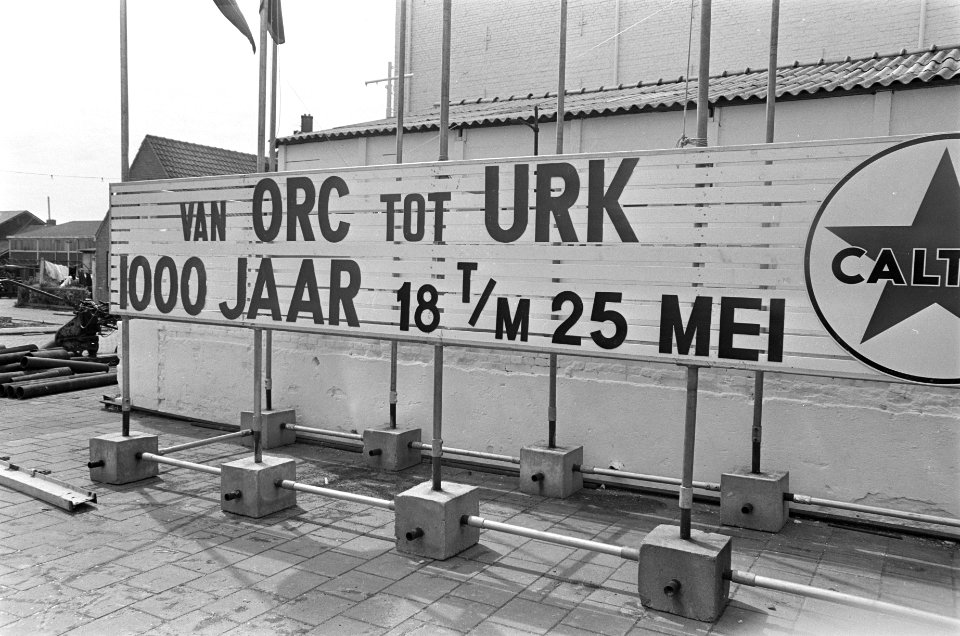 VAN ORC TOT URK
1000 JAAR 18 T/M 25 MEI
CALT